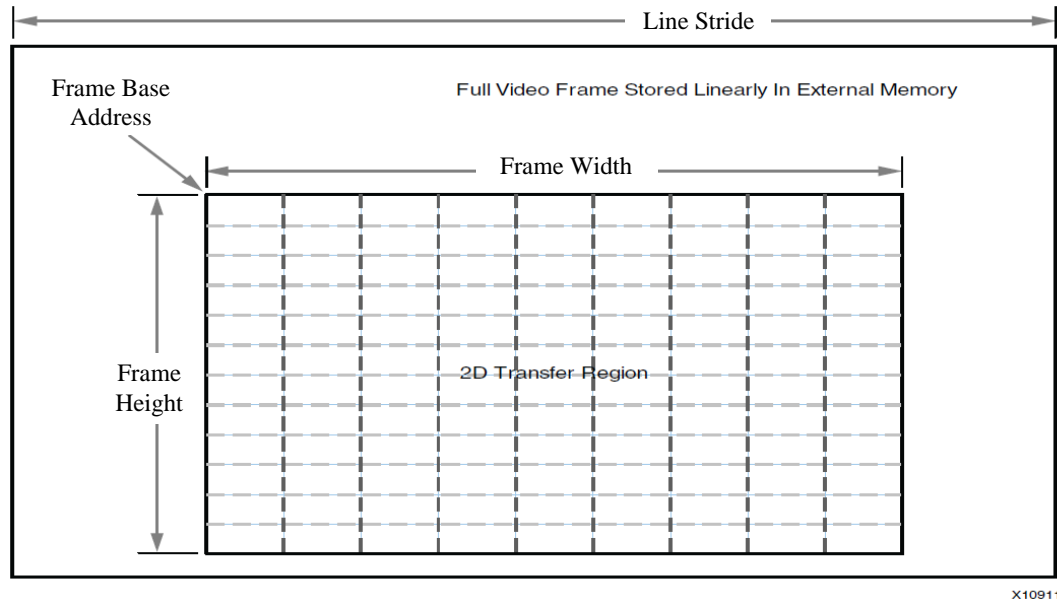 Line Stride
Frame Base
Address
Full Video Frame Stored Linearly In External Memory
Frame Width
2D Transfer Region
Frame
Height
X10911